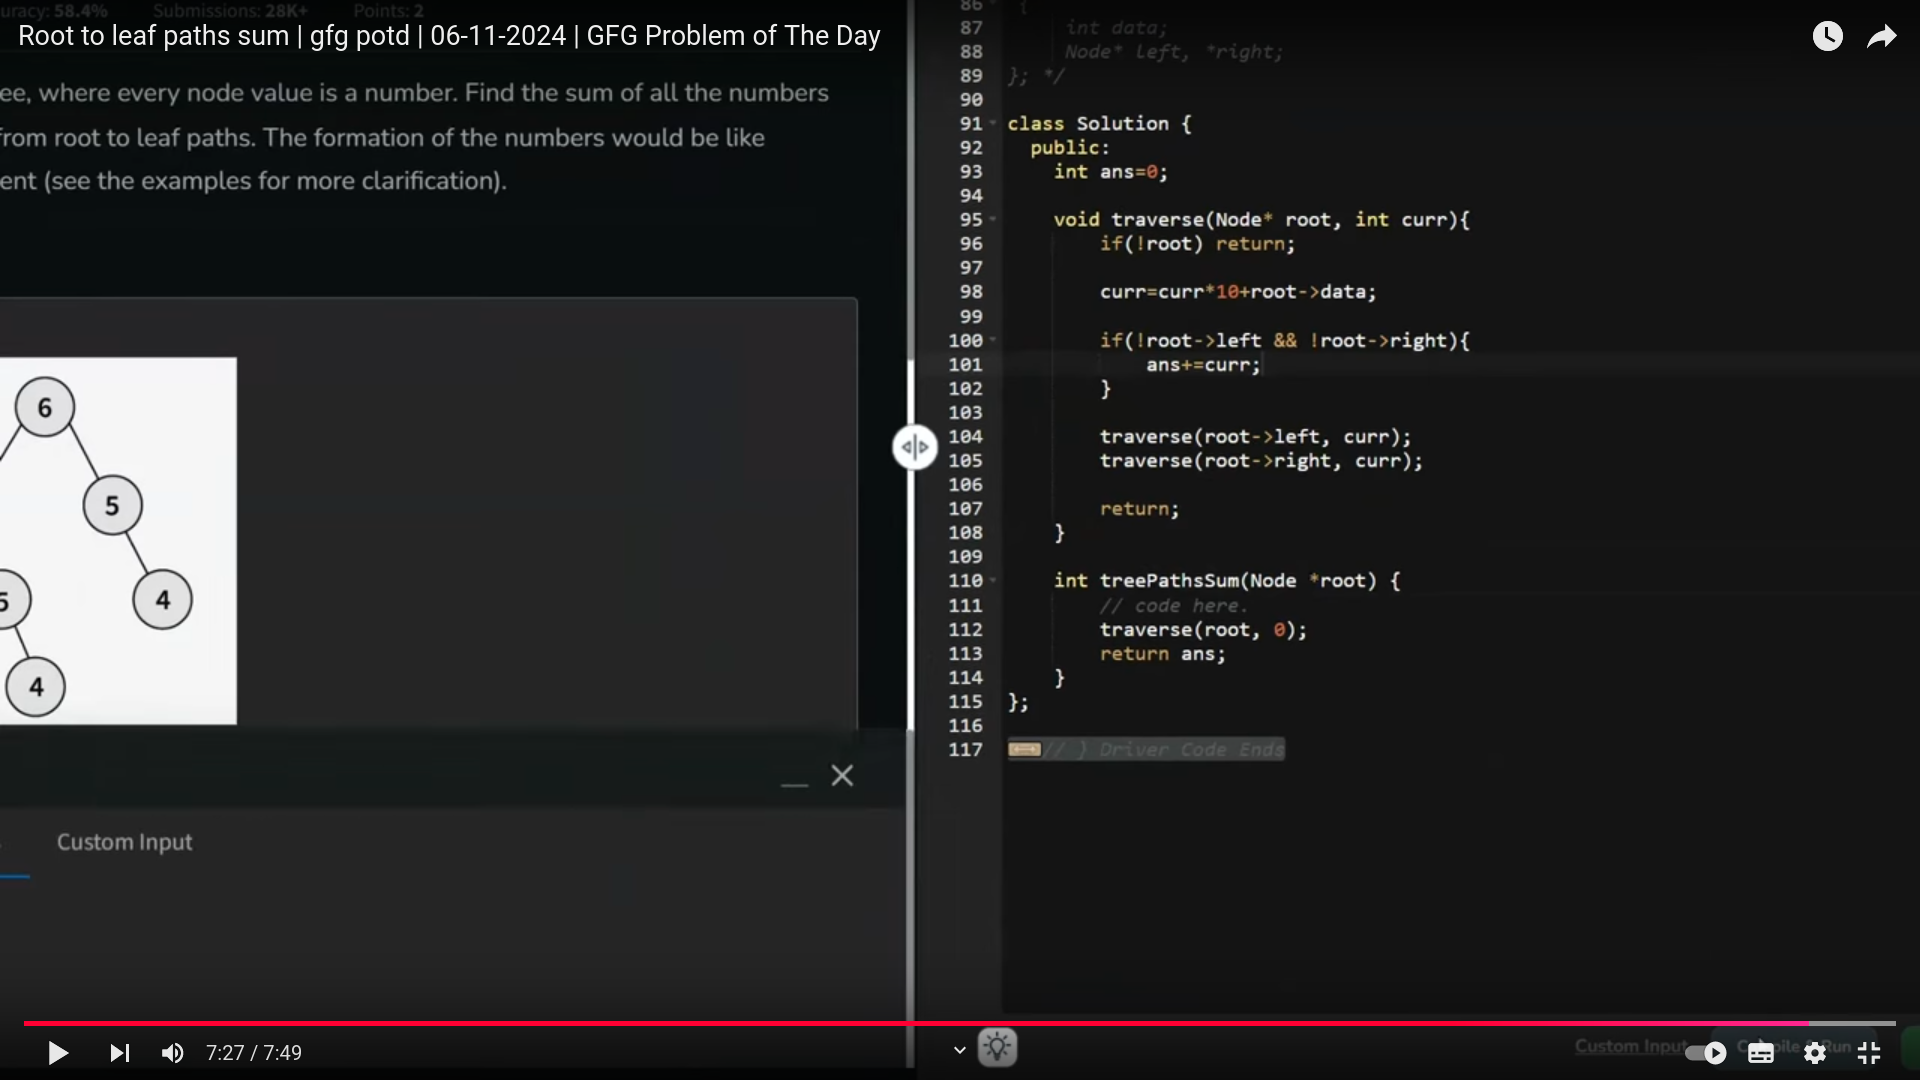 uracy: 58.4% Submissions: 28K+ Points: 2
Root to leaf paths sum | gfg potd | 06-11-2024 | GFG Problem of The Day
ee, where every node value is a number. Find the sum of all the numbers
from root to leaf paths. The formation of the numbers would be like
ent (see the examples for more clarification).
6
5
5
4
4
Custom Input
86 {
87 int data;
88 Node* left, *right;
89 }; */
90
91 class Solution {
92 public:
93 int ans=0;
94
95 void traverse(Node* root, int curr){
96 if(!root) return;
97
98 curr=curr*10+root->data;
99
100 if(!root->left && !root->right){
101 ans+=curr;
102 }
103
104 traverse(root->left, curr);
105 traverse(root->right, curr);
106
107 return;
108 }
109
110 int treePathsSum(Node *root) {
111 // code here.
112 traverse(root, 0);
113 return ans;
114 }
115 };
116
117 // } Driver Code Ends
7:27 / 7:49
Custom Input
Run